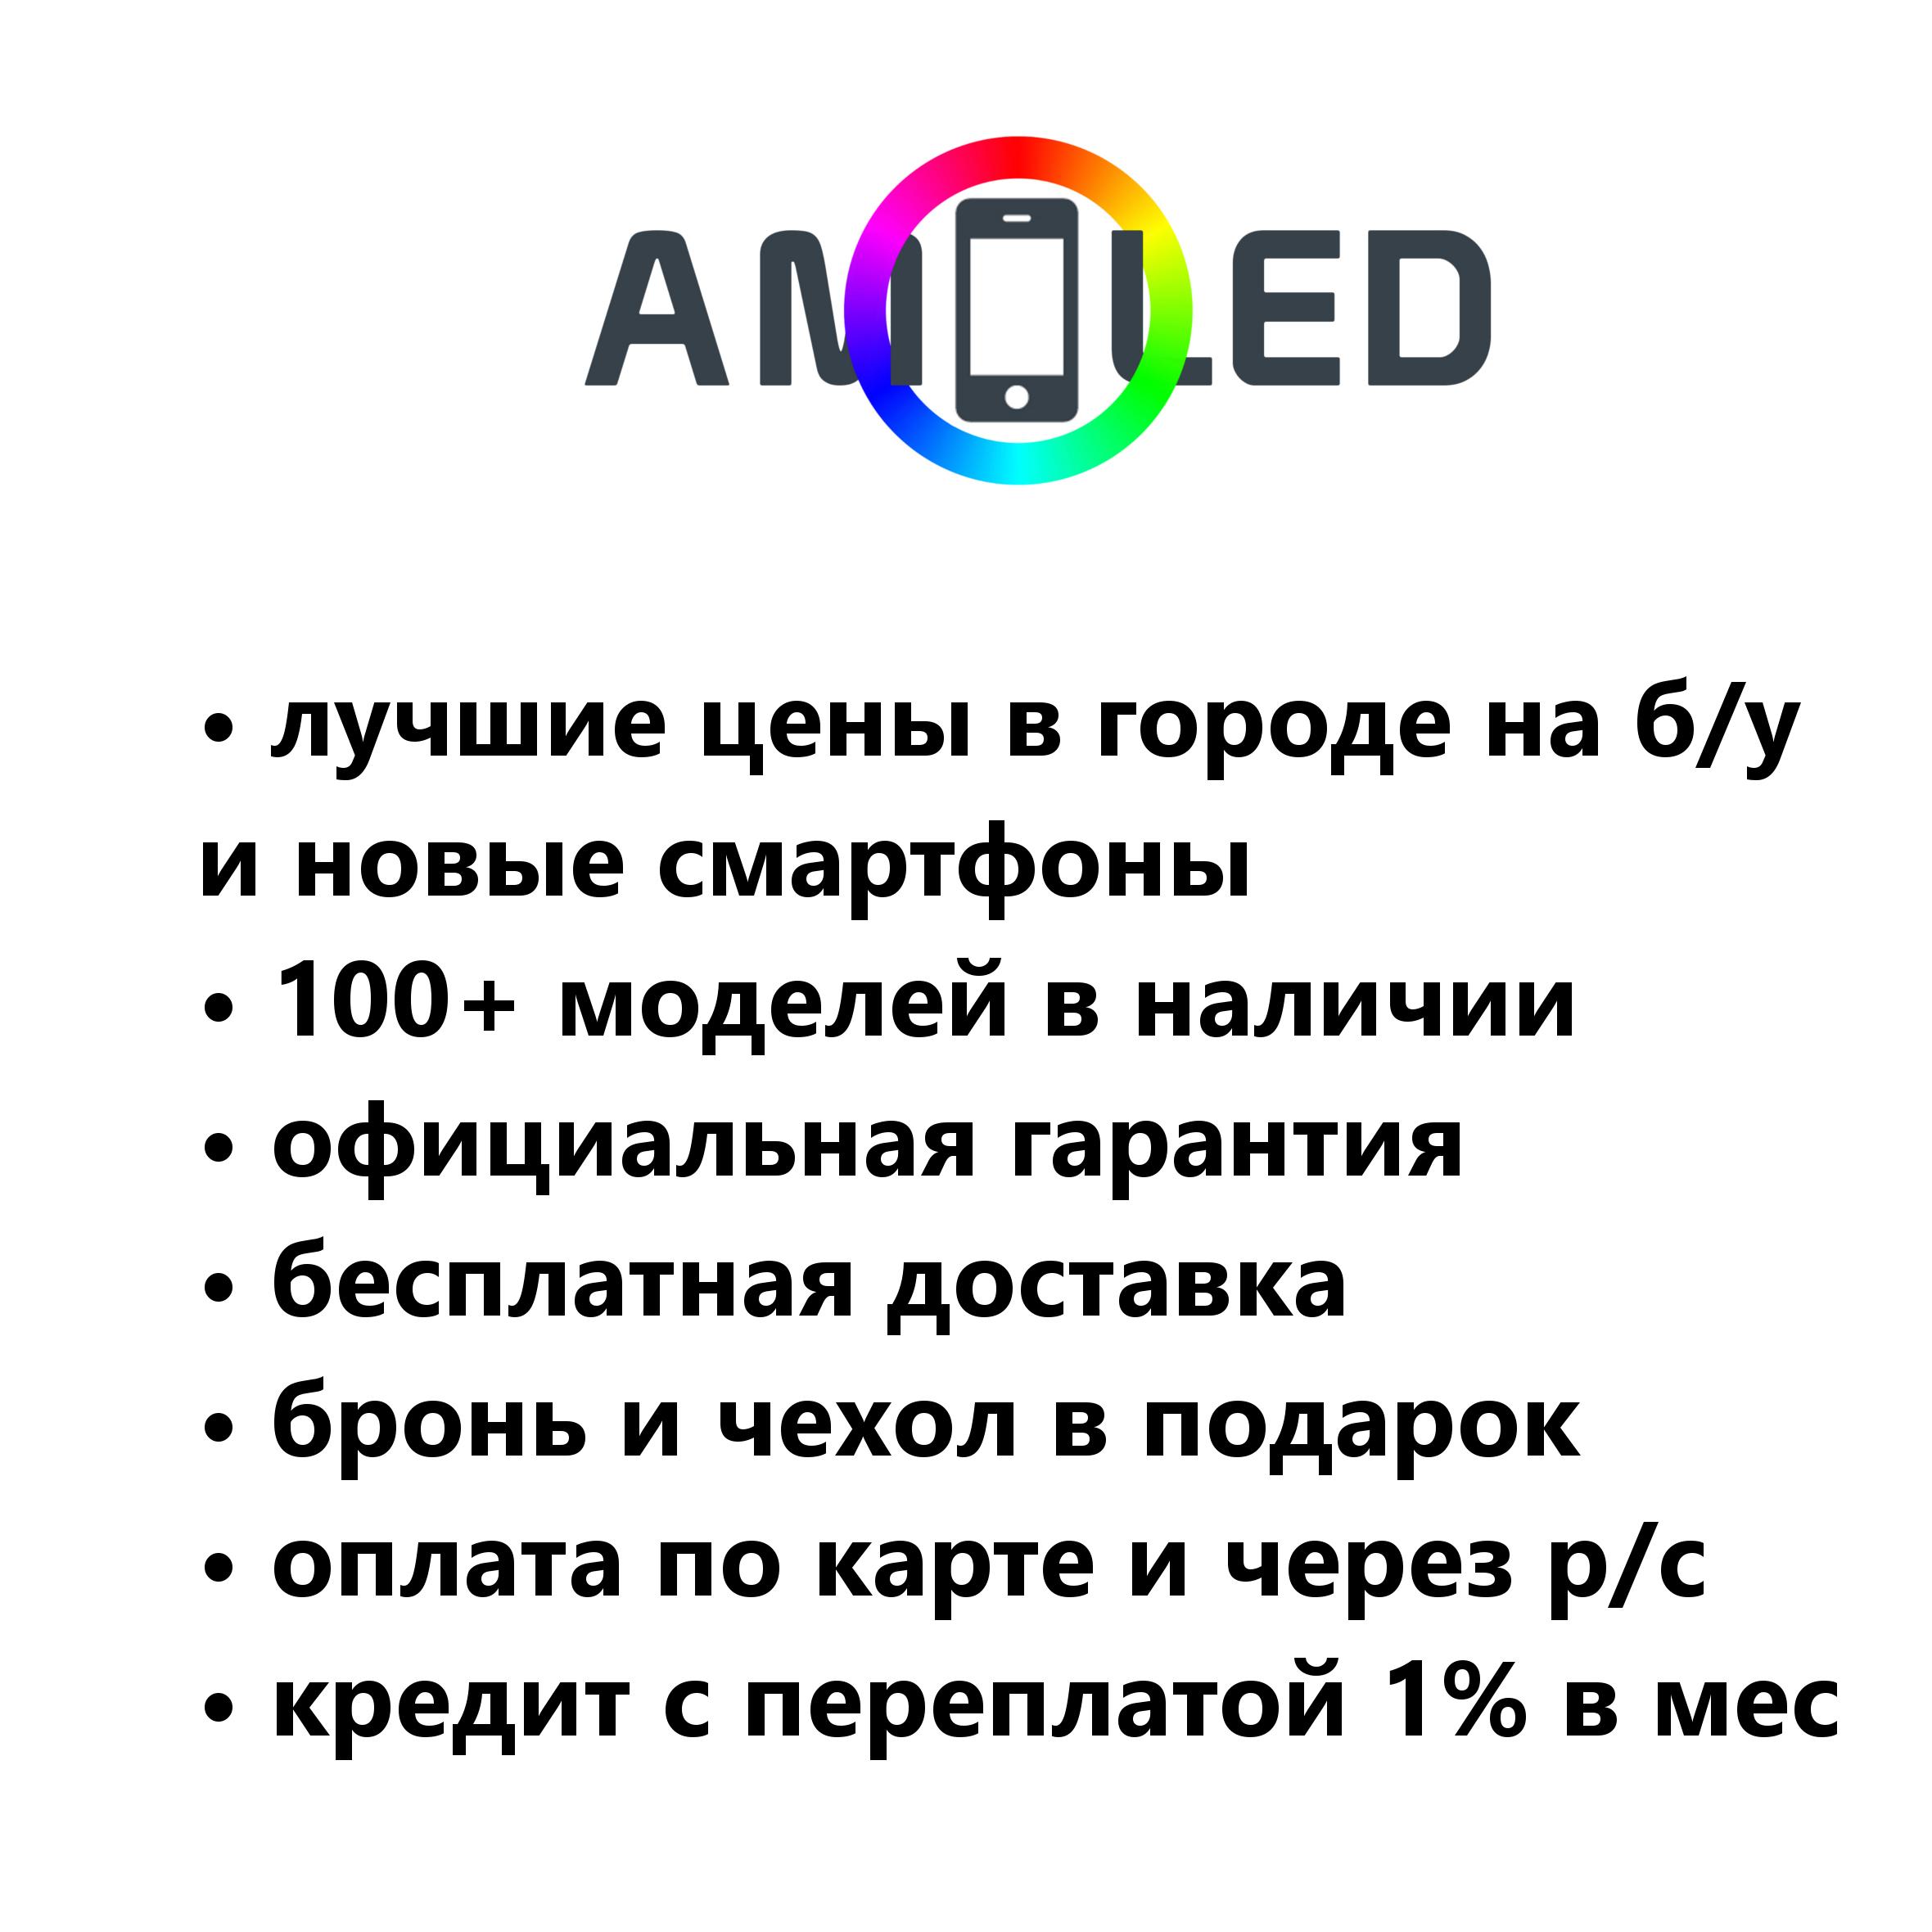 AMOLED
• лучшие цены в городе на б/у
и новые смартфоны
• 100+ моделей в наличии
• официальная гарантия
• бесплатная доставка
• бронь и чехол в подарок
• оплата по карте и через р/с
• кредит с переплатой 1% в мес